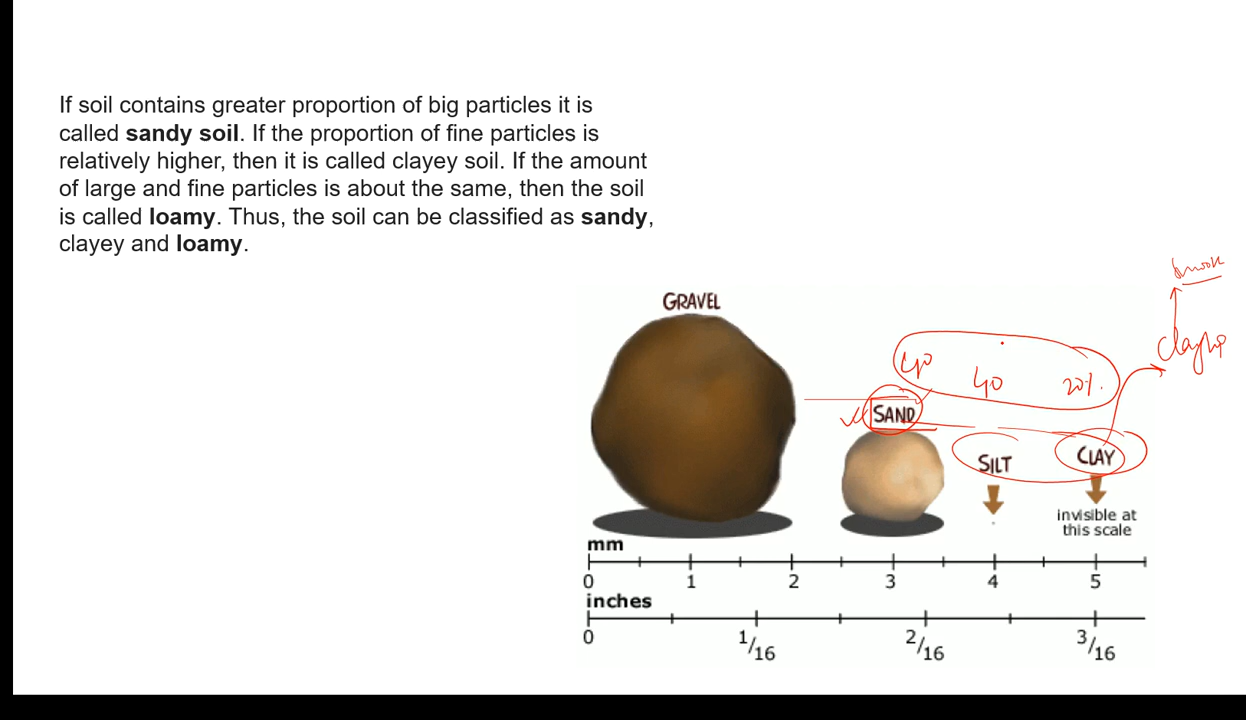 If soil contains greater proportion of big particles it is
called sandy soil. If the proportion of fine particles is
relatively higher, then it is called clayey soil. If the amount
of large and fine particles is about the same, then the soil
is called loamy. Thus, the soil can be classified as sandy,
clayey and loamy.
GRAVEL
40 40 20%.
SAND
SILT
CLAY
invisible at
this scale
mm
0 1 2 3 4 5
inches
0 1/16 2/16 3/16